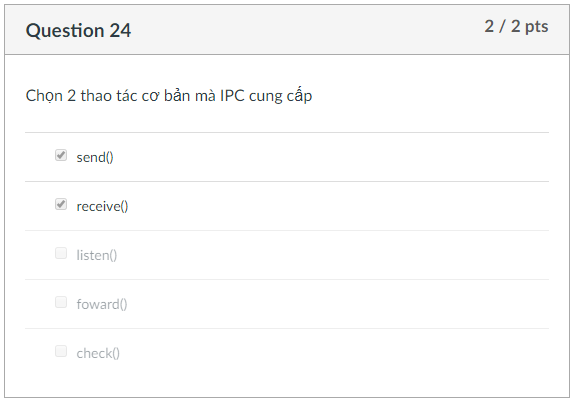 Question 24
2 / 2 pts
Chọn 2 thao tác cơ bản mà IPC cung cấp
send()
receive()
listen()
foward()
check()